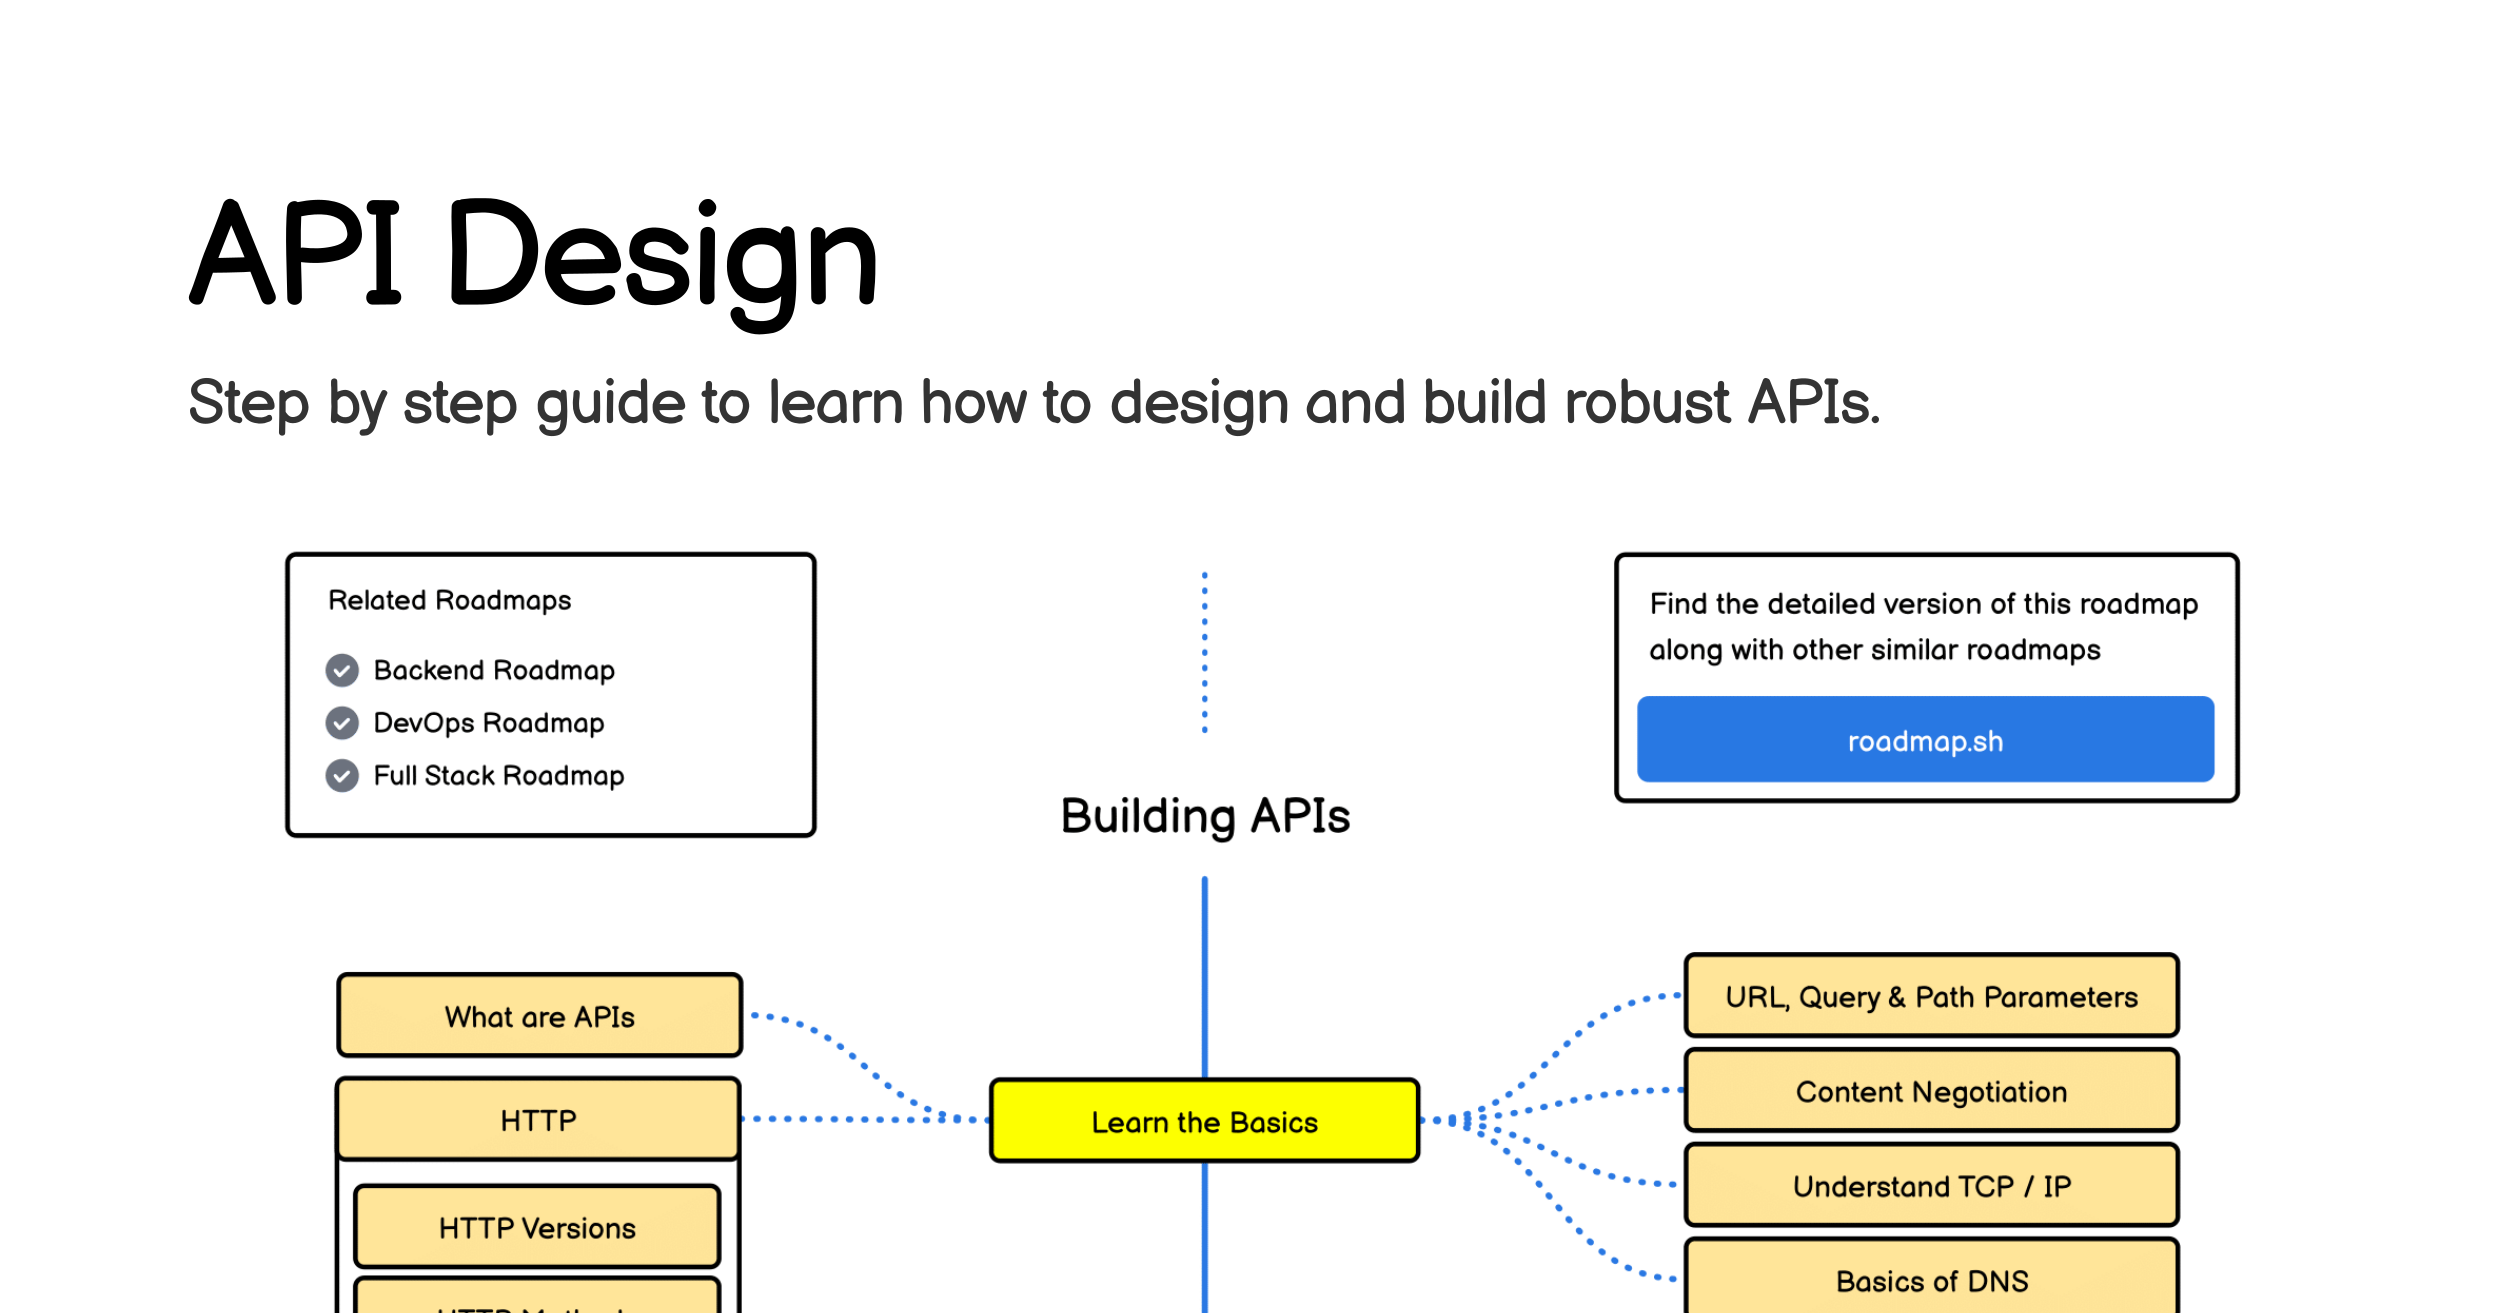 API Design
Step by step guide to learn how to design and build robust APIs.
Related Roadmaps
Backend Roadmap
DevOps Roadmap
Full Stack Roadmap
Find the detailed version of this roadmap
along with other similar roadmaps
roadmap.sh
Building APIs
What are APIs
HTTP
HTTP Versions
Learn the Basics
URL, Query & Path Parameters
Content Negotiation
Understand TCP / IP
Basics of DNS